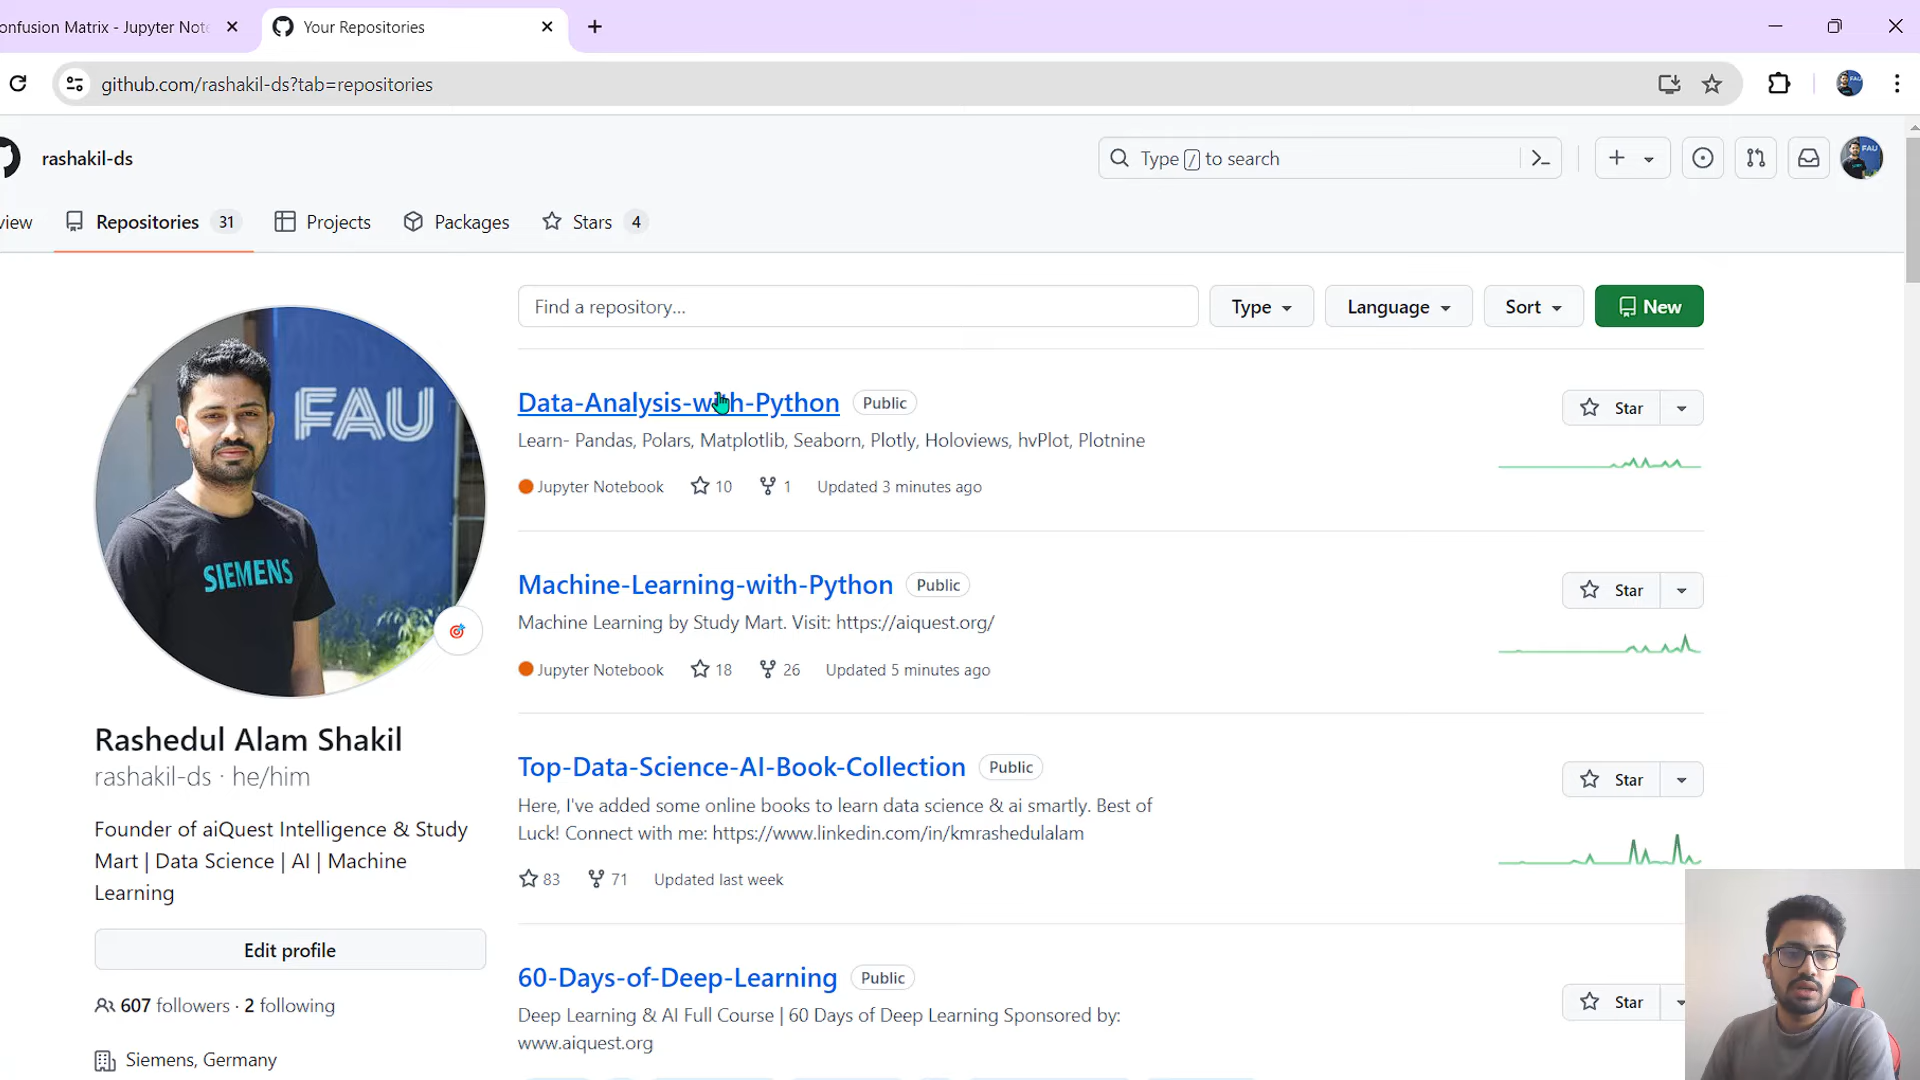 onfusion Matrix - Jupyter Note
Your Repositories
github.com/rashakil-ds?tab=repositories
rashakil-ds
Type / to search
view
Repositories 31
Projects
Packages
Stars 4
Find a repository...
Type
Language
Sort
New
Data-Analysis-with-Python Public
Star
Learn- Pandas, Polars, Matplotlib, Seaborn, Plotly, Holoviews, hvPlot, Plotnine
Jupyter Notebook 10 1 Updated 3 minutes ago
Machine-Learning-with-Python Public
Star
Machine Learning by Study Mart. Visit: https://aiquest.org/
Jupyter Notebook 18 26 Updated 5 minutes ago
Top-Data-Science-AI-Book-Collection Public
Star
Here, I've added some online books to learn data science & ai smartly. Best of
Luck! Connect with me: https://www.linkedin.com/in/kmrashedulalam
83 71 Updated last week
60-Days-of-Deep-Learning Public
Star
Deep Learning & AI Full Course | 60 Days of Deep Learning Sponsored by:
www.aiquest.org
FAU
SIEMENS
Rashedul Alam Shakil
rashakil-ds · he/him
Founder of aiQuest Intelligence & Study
Mart | Data Science | AI | Machine
Learning
Edit profile
607 followers · 2 following
Siemens, Germany